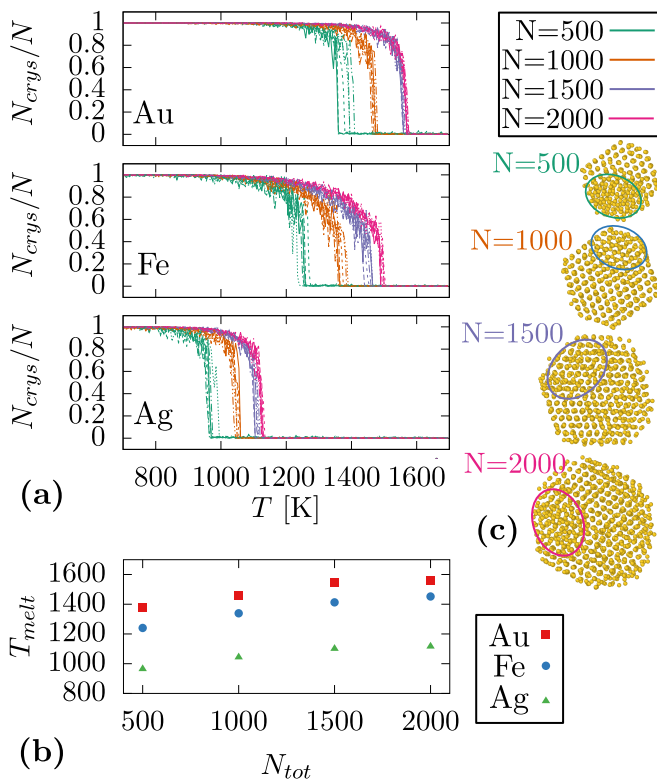 1
0.8
0.6
0.4
0.2
0
N_crys/N
Au
1
0.8
0.6
0.4
0.2
0
N_crys/N
Fe
1
0.8
0.6
0.4
0.2
0
N_crys/N
Ag
800 1000 1200 1400 1600
T [K]
(a)
N=500
N=1000
N=1500
N=2000
N=500
N=1000
N=1500
N=2000
(c)
1600
1400
1200
1000
800
T_melt
500 1000 1500 2000
N_tot
(b)
Au
Fe
Ag